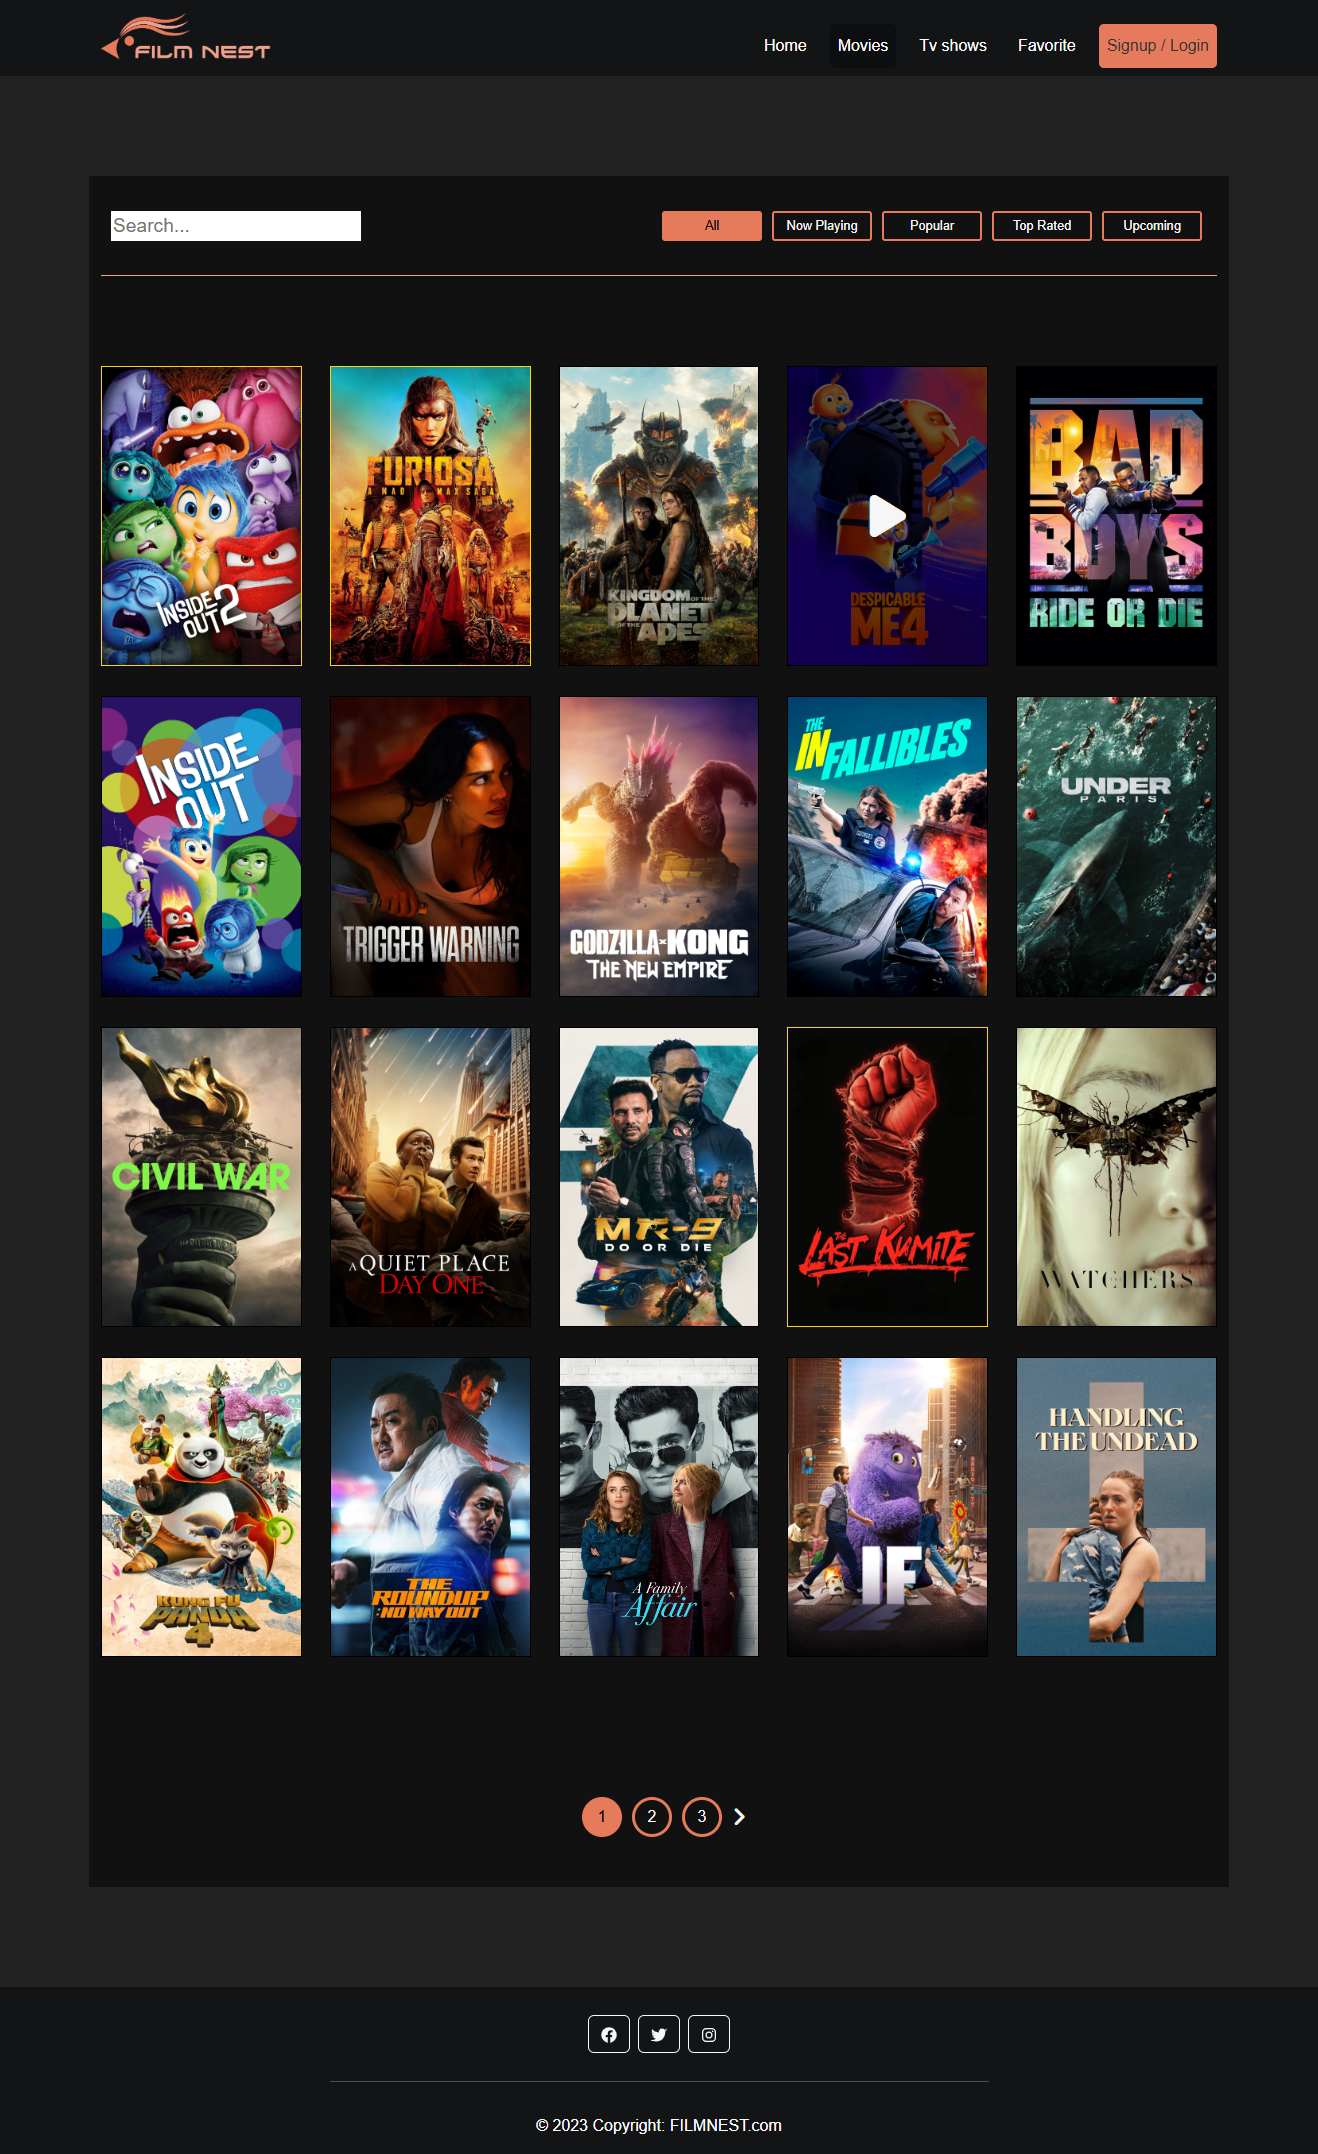 FILM NEST
Home
Movies
Tv shows
Favorite
Signup / Login
Search...
All
Now Playing
Popular
Top Rated
Upcoming
INSIDE
OUT 2
FURIOSA
A MAD MAX SAGA
KINGDOM OF THE
PLANET
OF THE APES
DESPICABLE
ME 4
BAD
BOYS
RIDE OR DIE
INSIDE
OUT
TRIGGER WARNING
GODZILLA x KONG
THE NEW EMPIRE
THE
INFALLIBLES
UNDER
PARIS
CIVIL WAR
A QUIET PLACE
DAY ONE
MR-9
DO OR DIE
THE
LAST KUMITE
WATCHERS
KUNG FU
PANDA
4
THE
ROUNDUP
:NO WAY OUT
A Family
Affair
IF
HANDLING
THE UNDEAD
1
2
3
© 2023 Copyright: FILMNEST.com